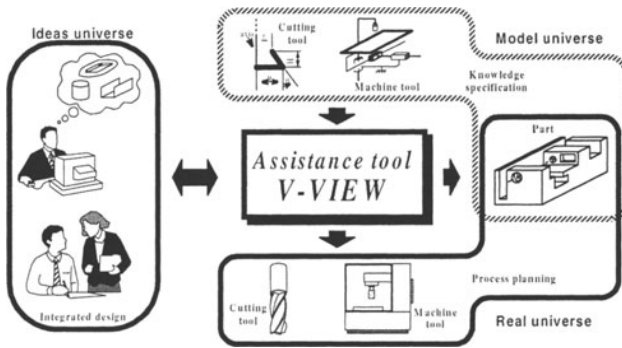 Ideas universe
Integrated design
Cutting
tool
Machine tool
Model universe
Knowledge
specification
Assistance tool
V-VIEW
Part
Cutting
tool
Machine
tool
Process planning
Real universe